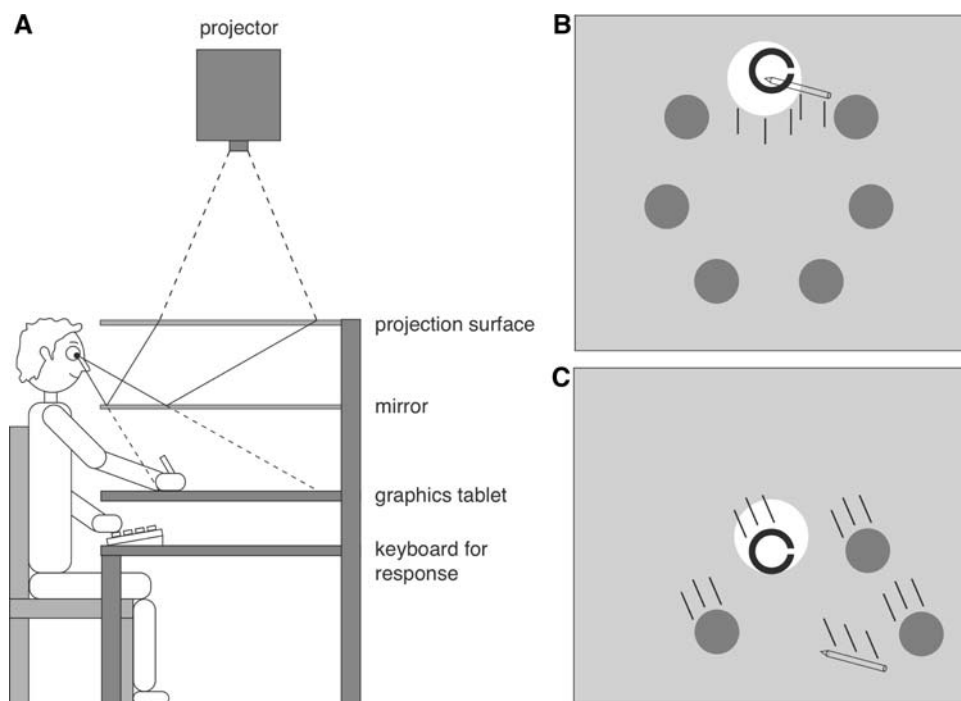 A
projector
projection surface
mirror
graphics tablet
keyboard for
response
B
C